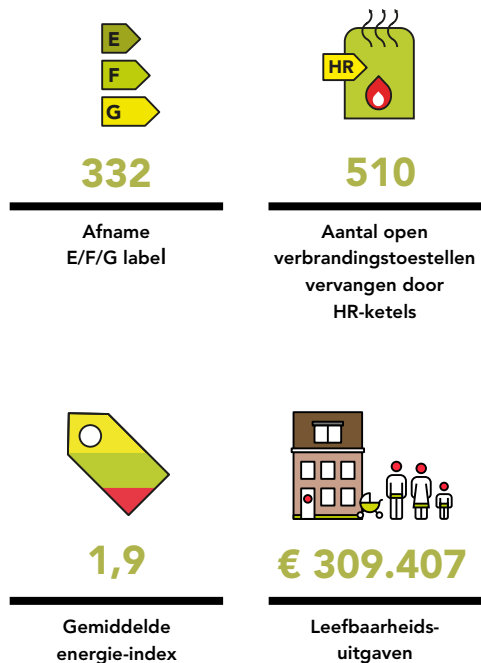 E
F
G
332
Afname
E/F/G label
HR
510
Aantal open
verbrandingstoestellen
vervangen door
HR-ketels
1,9
Gemiddelde
energie-index
€ 309.407
Leefbaarheids-
uitgaven